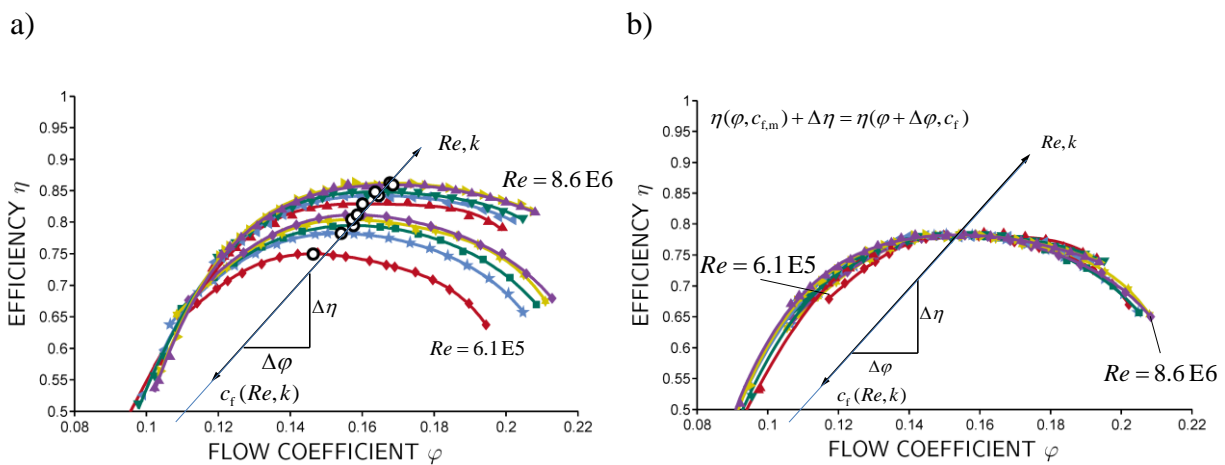 a)
1
0.95
0.9
0.85
0.8
0.75
0.7
0.65
0.6
0.55
0.5
EFFICIENCY η
0.08 0.1 0.12 0.14 0.16 0.18 0.2 0.22
FLOW COEFFICIENT φ
Re, k
Re = 8.6 E6
Δη
Δφ
Re = 6.1E5
c_f (Re, k)
b)
1
0.95
0.9
0.85
0.8
0.75
0.7
0.65
0.6
0.55
0.5
EFFICIENCY η
0.08 0.1 0.12 0.14 0.16 0.18 0.2 0.22
FLOW COEFFICIENT φ
η(φ, c_f,m) + Δη = η(φ + Δφ, c_f)
Re, k
Re = 6.1E5
Δη
Δφ
Re = 8.6 E6
c_f (Re, k)